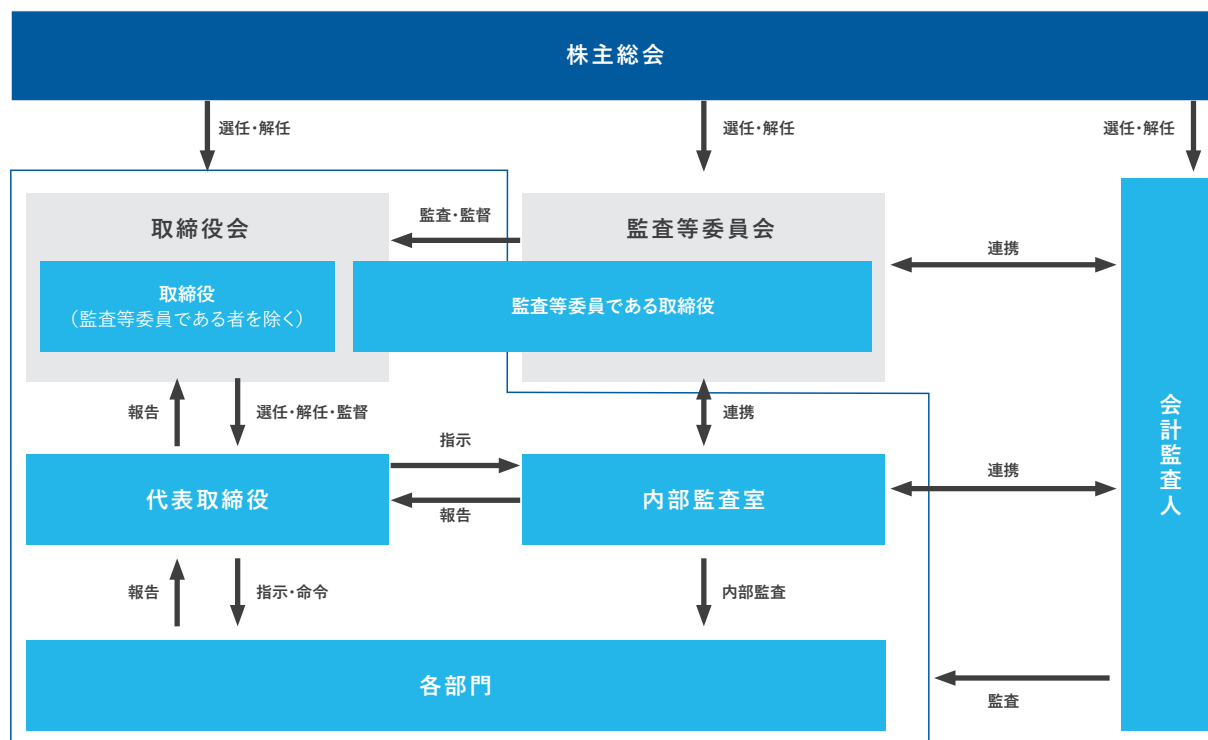 株主総会
選任・解任
選任・解任
選任・解任
取締役会
監査・監督
監査等委員会
連携
取締役
（監査等委員である者を除く）
監査等委員である取締役
報告
選任・解任・監督
連携
会計監査人
指示
代表取締役
内部監査室
連携
報告
報告
指示・命令
内部監査
各部門
監査